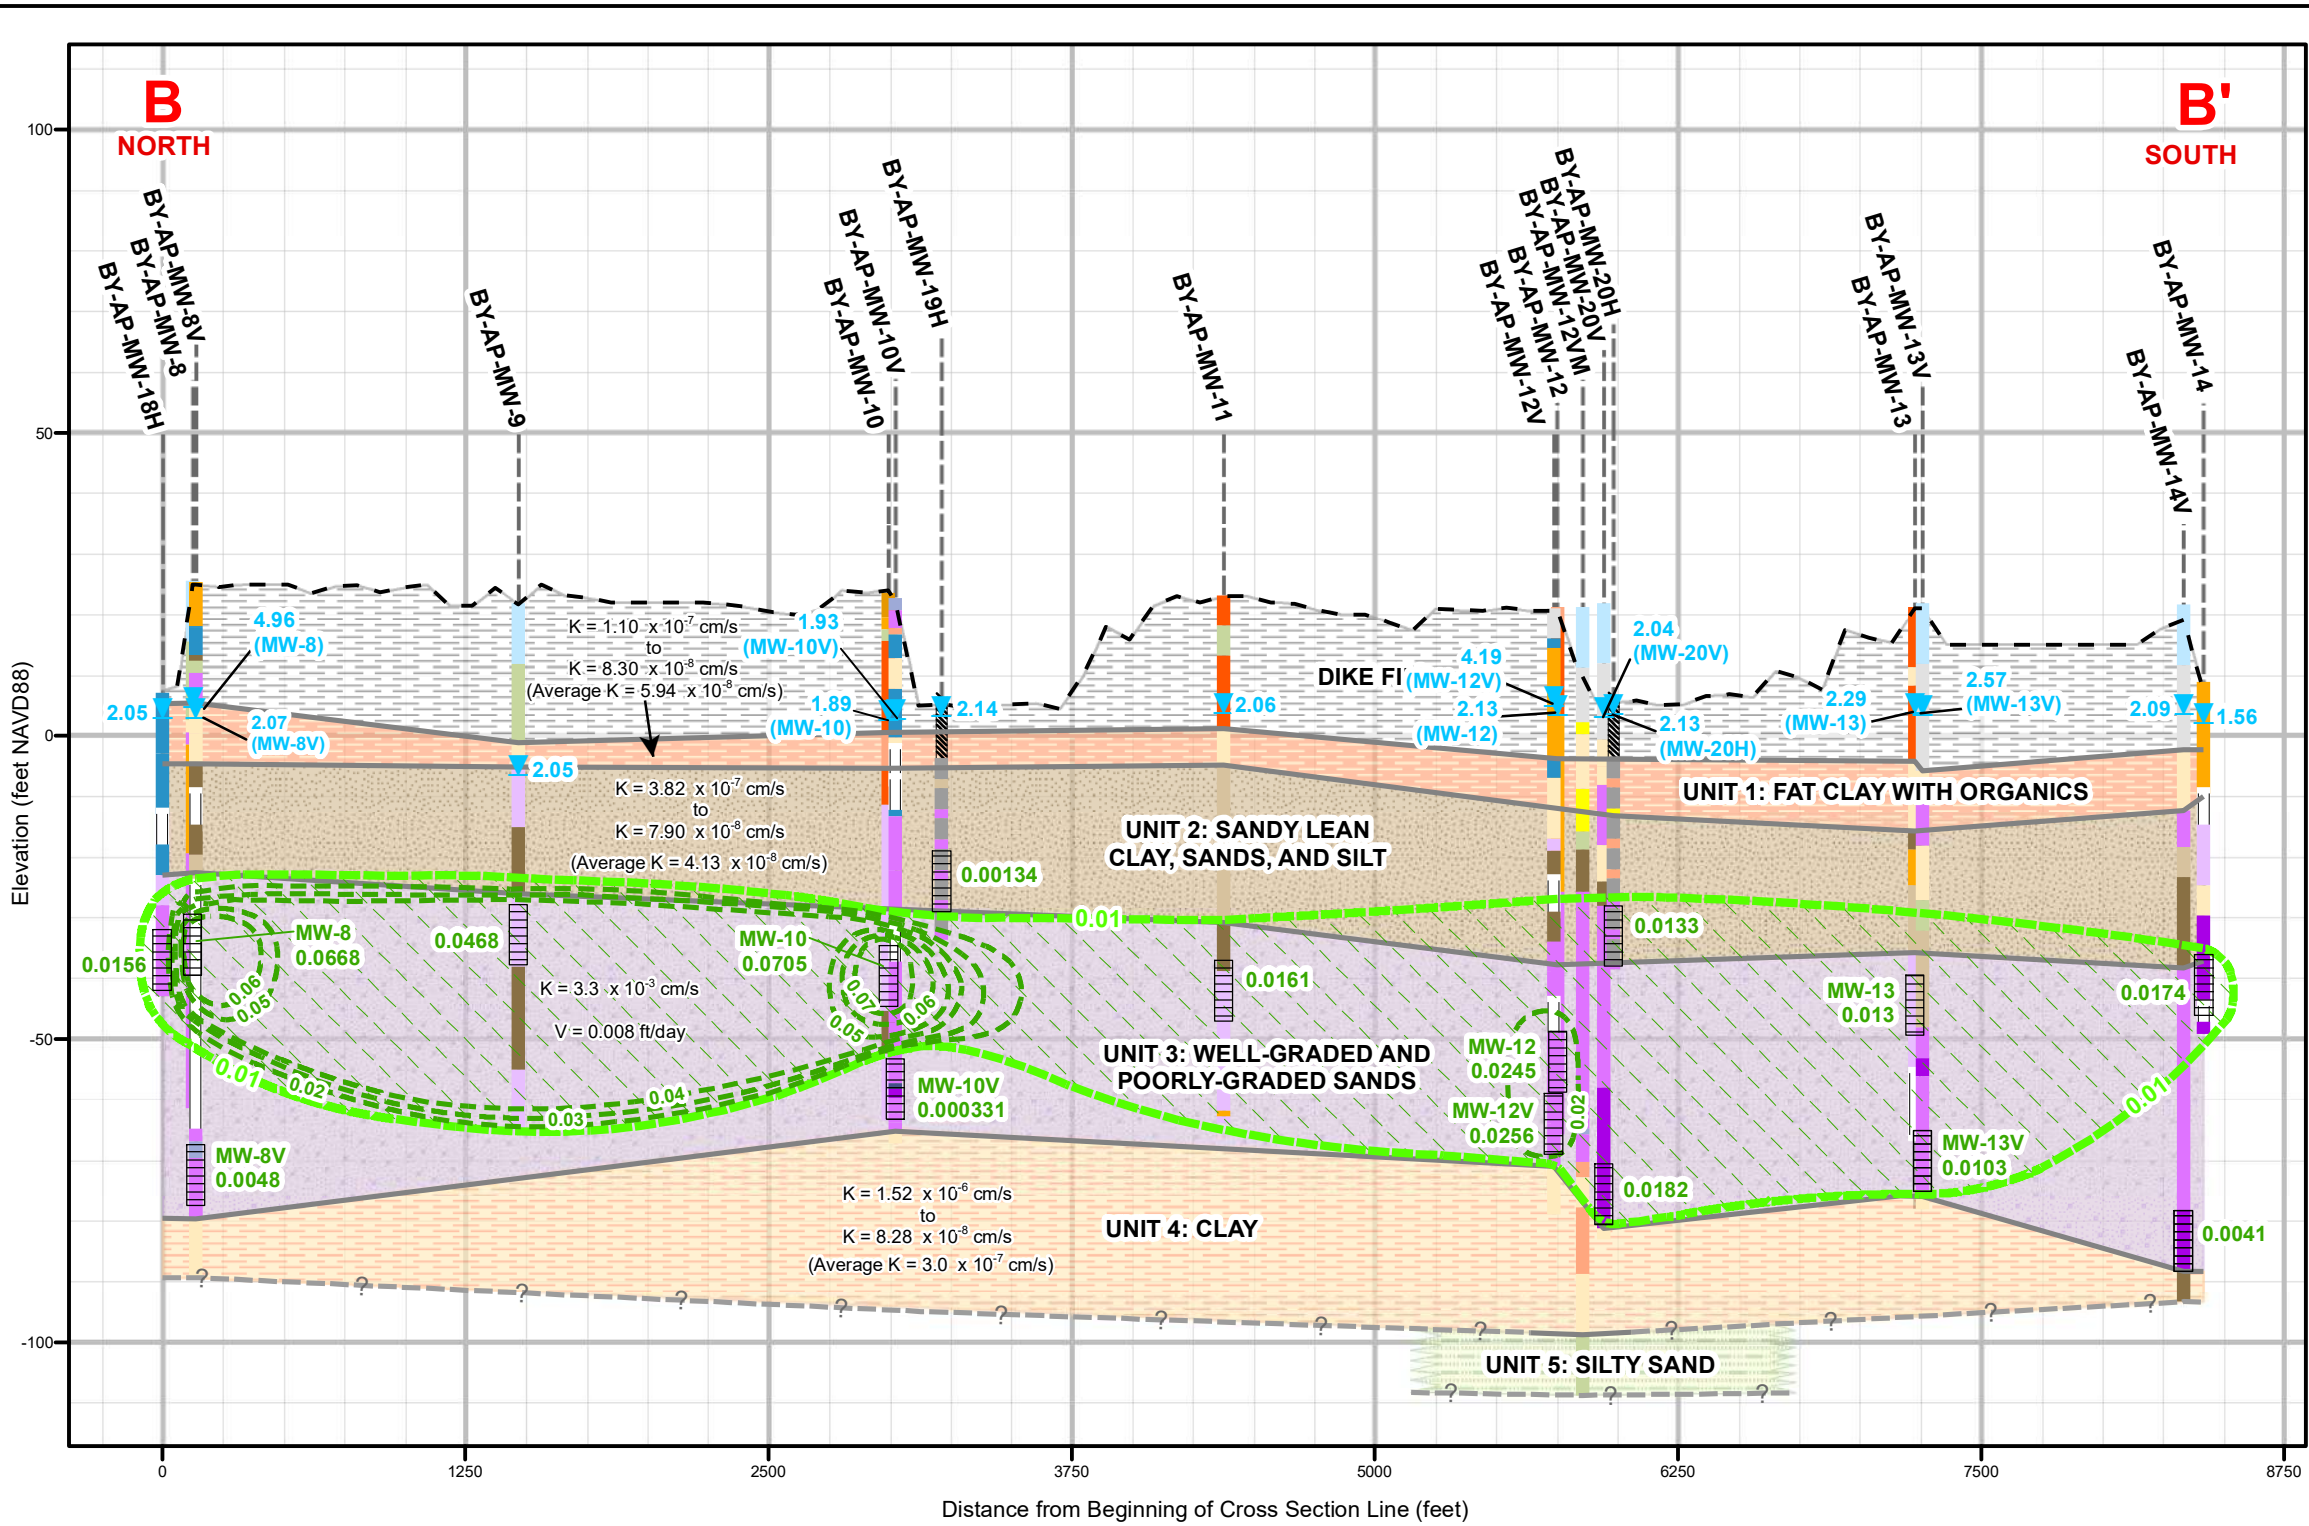 B
NORTH
B'
SOUTH
BY-AP-MW-18H
BY-AP-MW-8
BY-AP-MW-8V
BY-AP-MW-9
BY-AP-MW-10
BY-AP-MW-10V
BY-AP-MW-19H
BY-AP-MW-11
BY-AP-MW-12V
BY-AP-MW-12
BY-AP-MW-12VM
BY-AP-MW-20V
BY-AP-MW-20H
BY-AP-MW-13
BY-AP-MW-13V
BY-AP-MW-14V
BY-AP-MW-14
Elevation (feet NAVD88)
100
50
0
-50
-100
4.96
(MW-8)
2.05
2.07
(MW-8V)
2.05
K = 1.10 x 10-7 cm/s
to
K = 8.30 x 10-8 cm/s
(Average K = 5.94 x 10-8 cm/s)
1.93
(MW-10V)
1.89
(MW-10)
2.14
2.06
DIKE FI
4.19
(MW-12V)
2.13
(MW-12)
2.04
(MW-20V)
2.13
(MW-20H)
2.29
(MW-13)
2.57
(MW-13V)
2.09
1.56
UNIT 1: FAT CLAY WITH ORGANICS
K = 3.82 x 10-7 cm/s
to
K = 7.90 x 10-8 cm/s
(Average K = 4.13 x 10-8 cm/s)
UNIT 2: SANDY LEAN
CLAY, SANDS, AND SILT
0.00134
0.01
0.0156
MW-8
0.0668
0.06
0.05
0.0468
K = 3.3 x 10-3 cm/s
V = 0.008 ft/day
MW-10
0.0705
0.07
0.06
0.05
0.0161
0.0133
MW-13
0.013
0.0174
UNIT 3: WELL-GRADED AND
POORLY-GRADED SANDS
MW-12
0.0245
MW-12V
0.0256
0.02
0.01
0.02
0.03
0.04
MW-10V
0.000331
MW-8V
0.0048
0.0182
MW-13V
0.0103
0.01
0.0041
K = 1.52 x 10-6 cm/s
to
K = 8.28 x 10-8 cm/s
(Average K = 3.0 x 10-7 cm/s)
UNIT 4: CLAY
? ? ? ? ? ? ? ? ? ? ? ? ?
UNIT 5: SILTY SAND
? ? ?
0
1250
2500
3750
5000
6250
7500
8750
Distance from Beginning of Cross Section Line (feet)